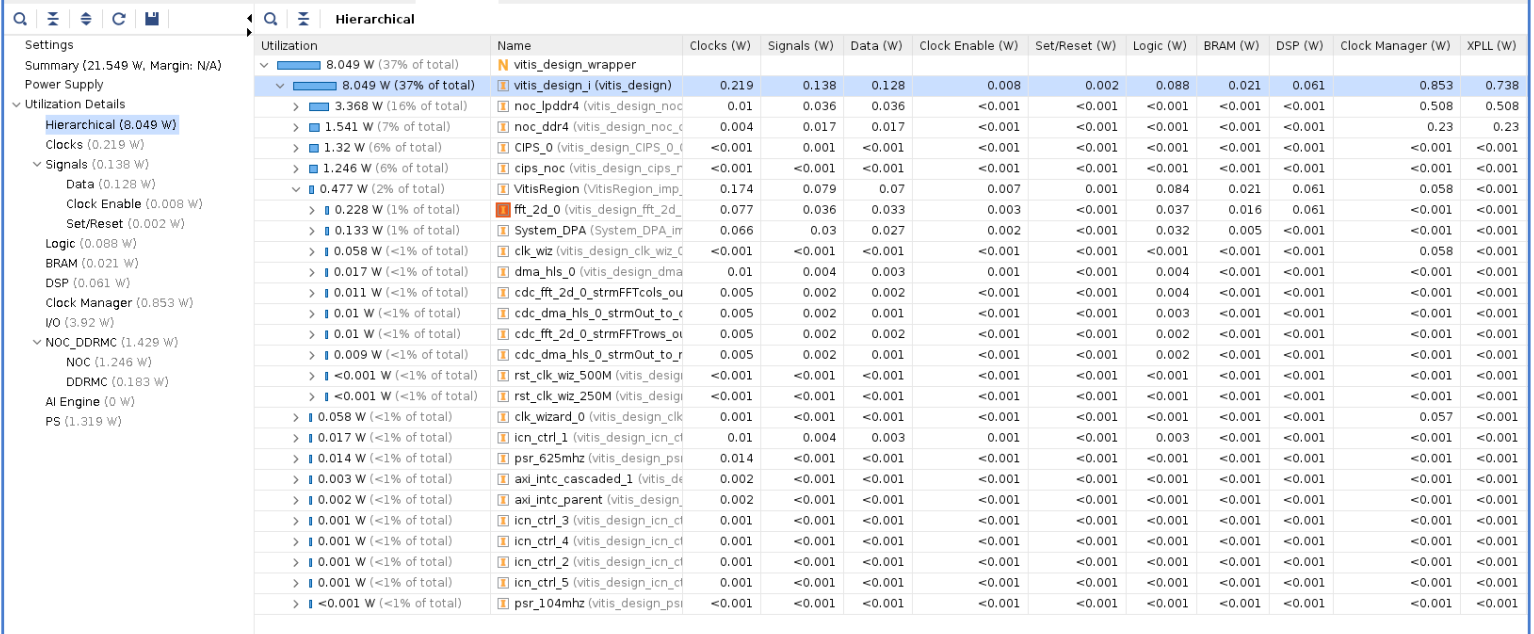 Hierarchical
Settings
Summary (21.549 W, Margin: N/A)
Power Supply
Utilization Details
Hierarchical (8.049 W)
Clocks (0.219 W)
Signals (0.138 W)
Data (0.128 W)
Clock Enable (0.008 W)
Set/Reset (0.002 W)
Logic (0.088 W)
BRAM (0.021 W)
DSP (0.061 W)
Clock Manager (0.853 W)
I/O (3.92 W)
NOC_DDRMC (1.429 W)
NOC (1.246 W)
DDRMC (0.183 W)
AI Engine (0 W)
PS (1.319 W)
Utilization Name Clocks (W) Signals (W) Data (W) Clock Enable (W) Set/Reset (W) Logic (W) BRAM (W) DSP (W) Clock Manager (W) XPLL (W)
8.049 W (37% of total) N vitis_design_wrapper
8.049 W (37% of total) vitis_design_i (vitis_design) 0.219 0.138 0.128 0.008 0.002 0.088 0.021 0.061 0.853 0.738
3.368 W (16% of total) noc_lpddr4 (vitis_design_noc 0.01 0.036 0.036 <0.001 <0.001 <0.001 <0.001 <0.001 0.508 0.508
1.541 W (7% of total) noc_ddr4 (vitis_design_noc_c 0.004 0.017 0.017 <0.001 <0.001 <0.001 <0.001 <0.001 0.23 0.23
1.32 W (6% of total) CIPS_0 (vitis_design_CIPS_0_0 <0.001 0.001 <0.001 <0.001 <0.001 <0.001 <0.001 <0.001 <0.001 <0.001
1.246 W (6% of total) cips_noc (vitis_design_cips_n <0.001 <0.001 <0.001 <0.001 <0.001 <0.001 <0.001 <0.001 <0.001 <0.001
0.477 W (2% of total) VitisRegion (VitisRegion_imp_ 0.174 0.079 0.07 0.007 0.001 0.084 0.021 0.061 0.058 <0.001
0.228 W (1% of total) fft_2d_0 (vitis_design_fft_2d_ 0.077 0.036 0.033 0.003 <0.001 0.037 0.016 0.061 <0.001 <0.001
0.133 W (1% of total) System_DPA (System_DPA_im 0.066 0.03 0.027 0.002 <0.001 0.032 0.005 <0.001 <0.001 <0.001
0.058 W (<1% of total) clk_wiz (vitis_design_clk_wiz_0 <0.001 <0.001 <0.001 <0.001 <0.001 <0.001 <0.001 <0.001 0.058 <0.001
0.017 W (<1% of total) dma_hls_0 (vitis_design_dma 0.01 0.004 0.003 0.001 <0.001 0.004 <0.001 <0.001 <0.001 <0.001
0.011 W (<1% of total) cdc_fft_2d_0_strmFFTcols_ou 0.005 0.002 0.002 <0.001 <0.001 0.004 <0.001 <0.001 <0.001 <0.001
0.01 W (<1% of total) cdc_dma_hls_0_strmOut_to_c 0.005 0.002 0.001 <0.001 <0.001 0.003 <0.001 <0.001 <0.001 <0.001
0.01 W (<1% of total) cdc_fft_2d_0_strmFFTrows_ou 0.005 0.002 0.002 <0.001 <0.001 0.002 <0.001 <0.001 <0.001 <0.001
0.009 W (<1% of total) cdc_dma_hls_0_strmOut_to_r 0.005 0.002 0.001 <0.001 <0.001 0.002 <0.001 <0.001 <0.001 <0.001
<0.001 W (<1% of total) rst_clk_wiz_500M (vitis_desig <0.001 <0.001 <0.001 <0.001 <0.001 <0.001 <0.001 <0.001 <0.001 <0.001
<0.001 W (<1% of total) rst_clk_wiz_250M (vitis_desig <0.001 <0.001 <0.001 <0.001 <0.001 <0.001 <0.001 <0.001 <0.001 <0.001
0.058 W (<1% of total) clk_wizard_0 (vitis_design_clk 0.001 <0.001 <0.001 <0.001 <0.001 <0.001 <0.001 <0.001 0.057 <0.001
0.017 W (<1% of total) icn_ctrl_1 (vitis_design_icn_ct 0.01 0.004 0.003 0.001 <0.001 0.003 <0.001 <0.001 <0.001 <0.001
0.014 W (<1% of total) psr_625mhz (vitis_design_psr 0.014 <0.001 <0.001 <0.001 <0.001 <0.001 <0.001 <0.001 <0.001 <0.001
0.003 W (<1% of total) axi_intc_cascaded_1 (vitis_de 0.002 <0.001 <0.001 <0.001 <0.001 <0.001 <0.001 <0.001 <0.001 <0.001
0.002 W (<1% of total) axi_intc_parent (vitis_design_ 0.002 <0.001 <0.001 <0.001 <0.001 <0.001 <0.001 <0.001 <0.001 <0.001
0.001 W (<1% of total) icn_ctrl_3 (vitis_design_icn_ct 0.001 <0.001 <0.001 <0.001 <0.001 <0.001 <0.001 <0.001 <0.001 <0.001
0.001 W (<1% of total) icn_ctrl_4 (vitis_design_icn_ct 0.001 <0.001 <0.001 <0.001 <0.001 <0.001 <0.001 <0.001 <0.001 <0.001
0.001 W (<1% of total) icn_ctrl_2 (vitis_design_icn_ct 0.001 <0.001 <0.001 <0.001 <0.001 <0.001 <0.001 <0.001 <0.001 <0.001
0.001 W (<1% of total) icn_ctrl_5 (vitis_design_icn_ct 0.001 <0.001 <0.001 <0.001 <0.001 <0.001 <0.001 <0.001 <0.001 <0.001
<0.001 W (<1% of total) psr_104mhz (vitis_design_psr <0.001 <0.001 <0.001 <0.001 <0.001 <0.001 <0.001 <0.001 <0.001 <0.001